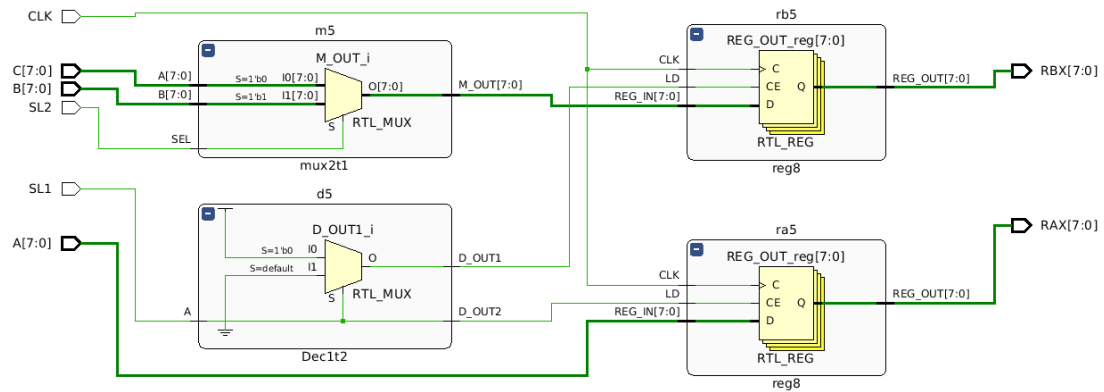 CLK
C[7:0]
B[7:0]
SL2
SL1
A[7:0]
m5
M_OUT_i
A[7:0]
B[7:0]
S=1'b0
I0[7:0]
S=1'b1
I1[7:0]
O[7:0]
S
RTL_MUX
SEL
mux2t1
M_OUT[7:0]
d5
D_OUT1_i
S=1'b0
I0
S=default
I1
O
S
RTL_MUX
A
D_OUT1
D_OUT2
Dec1t2
rb5
REG_OUT_reg[7:0]
CLK
LD
REG_IN[7:0]
C
CE
D
Q
RTL_REG
REG_OUT[7:0]
reg8
RBX[7:0]
ra5
REG_OUT_reg[7:0]
CLK
LD
REG_IN[7:0]
C
CE
D
Q
RTL_REG
REG_OUT[7:0]
reg8
RAX[7:0]